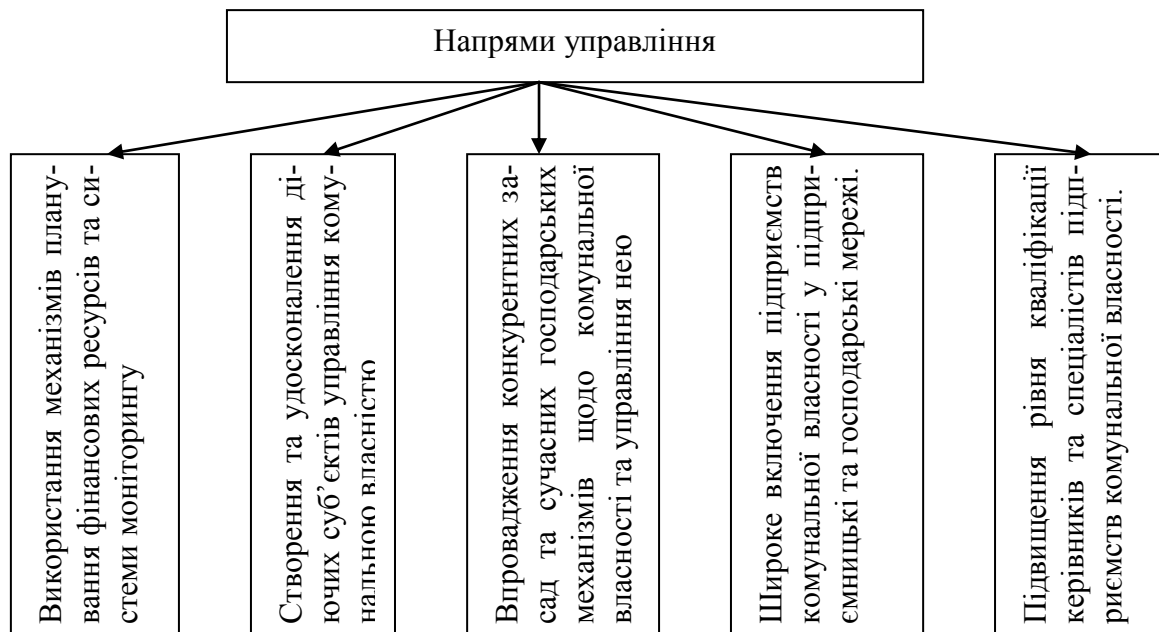 Напрями управління
Використання механізмів плану-
вання фінансових ресурсів та си-
стеми моніторингу
Створення та удосконалення ді-
ючих суб’єктів управління кому-
нальною власністю
Впровадження конкурентних за-
сад та сучасних господарських
механізмів щодо комунальної
власності та управління нею
Широке включення підприємств
комунальної власності у підпри-
ємницькі та господарські мережі.
Підвищення рівня кваліфікації
керівників та спеціалістів підп-
риємств комунальної власності.